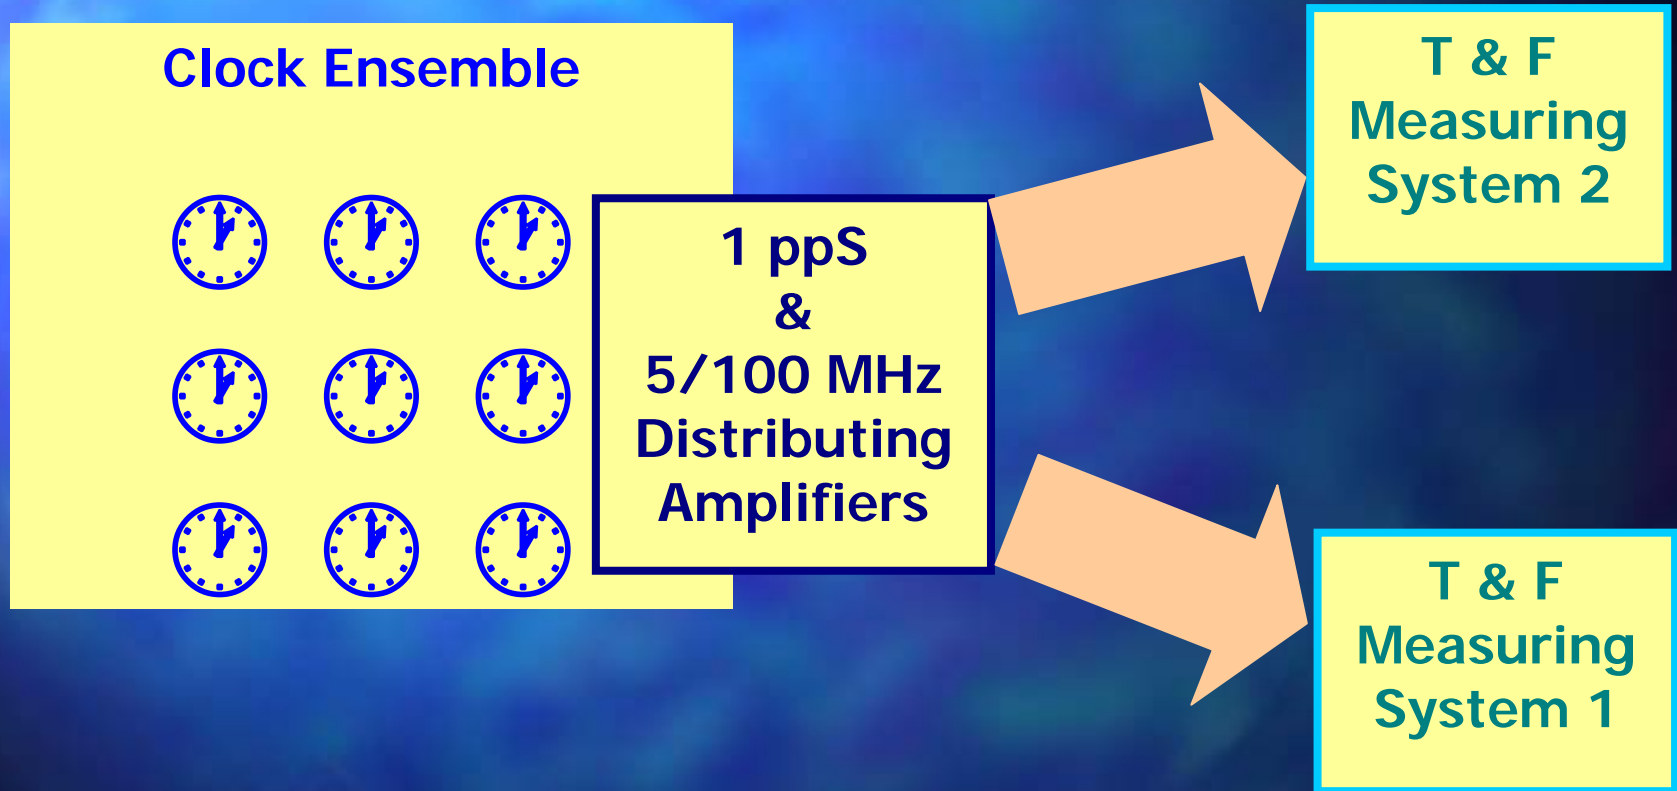 Clock Ensemble
1 ppS
&
5/100 MHz
Distributing
Amplifiers
T & F
Measuring
System 2
T & F
Measuring
System 1